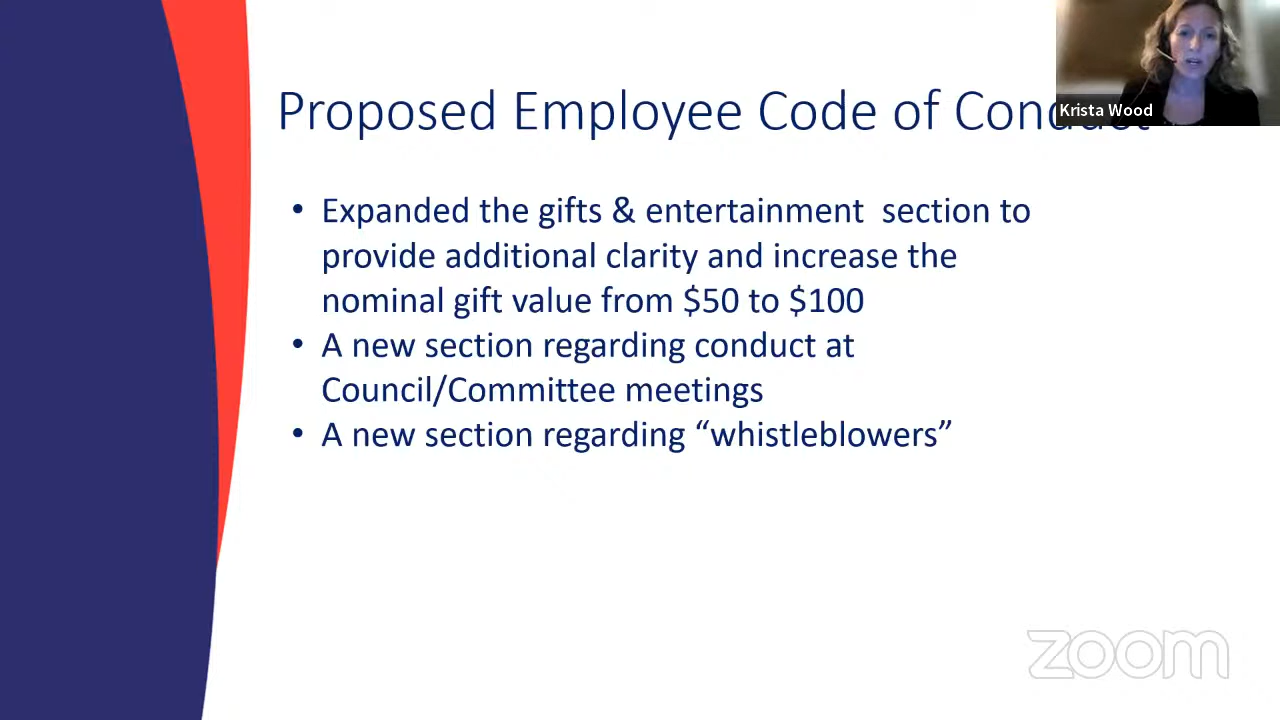 Proposed Employee Code of Conduct
Krista Wood
• Expanded the gifts & entertainment section to
provide additional clarity and increase the
nominal gift value from $50 to $100
• A new section regarding conduct at
Council/Committee meetings
• A new section regarding “whistleblowers”
zoom